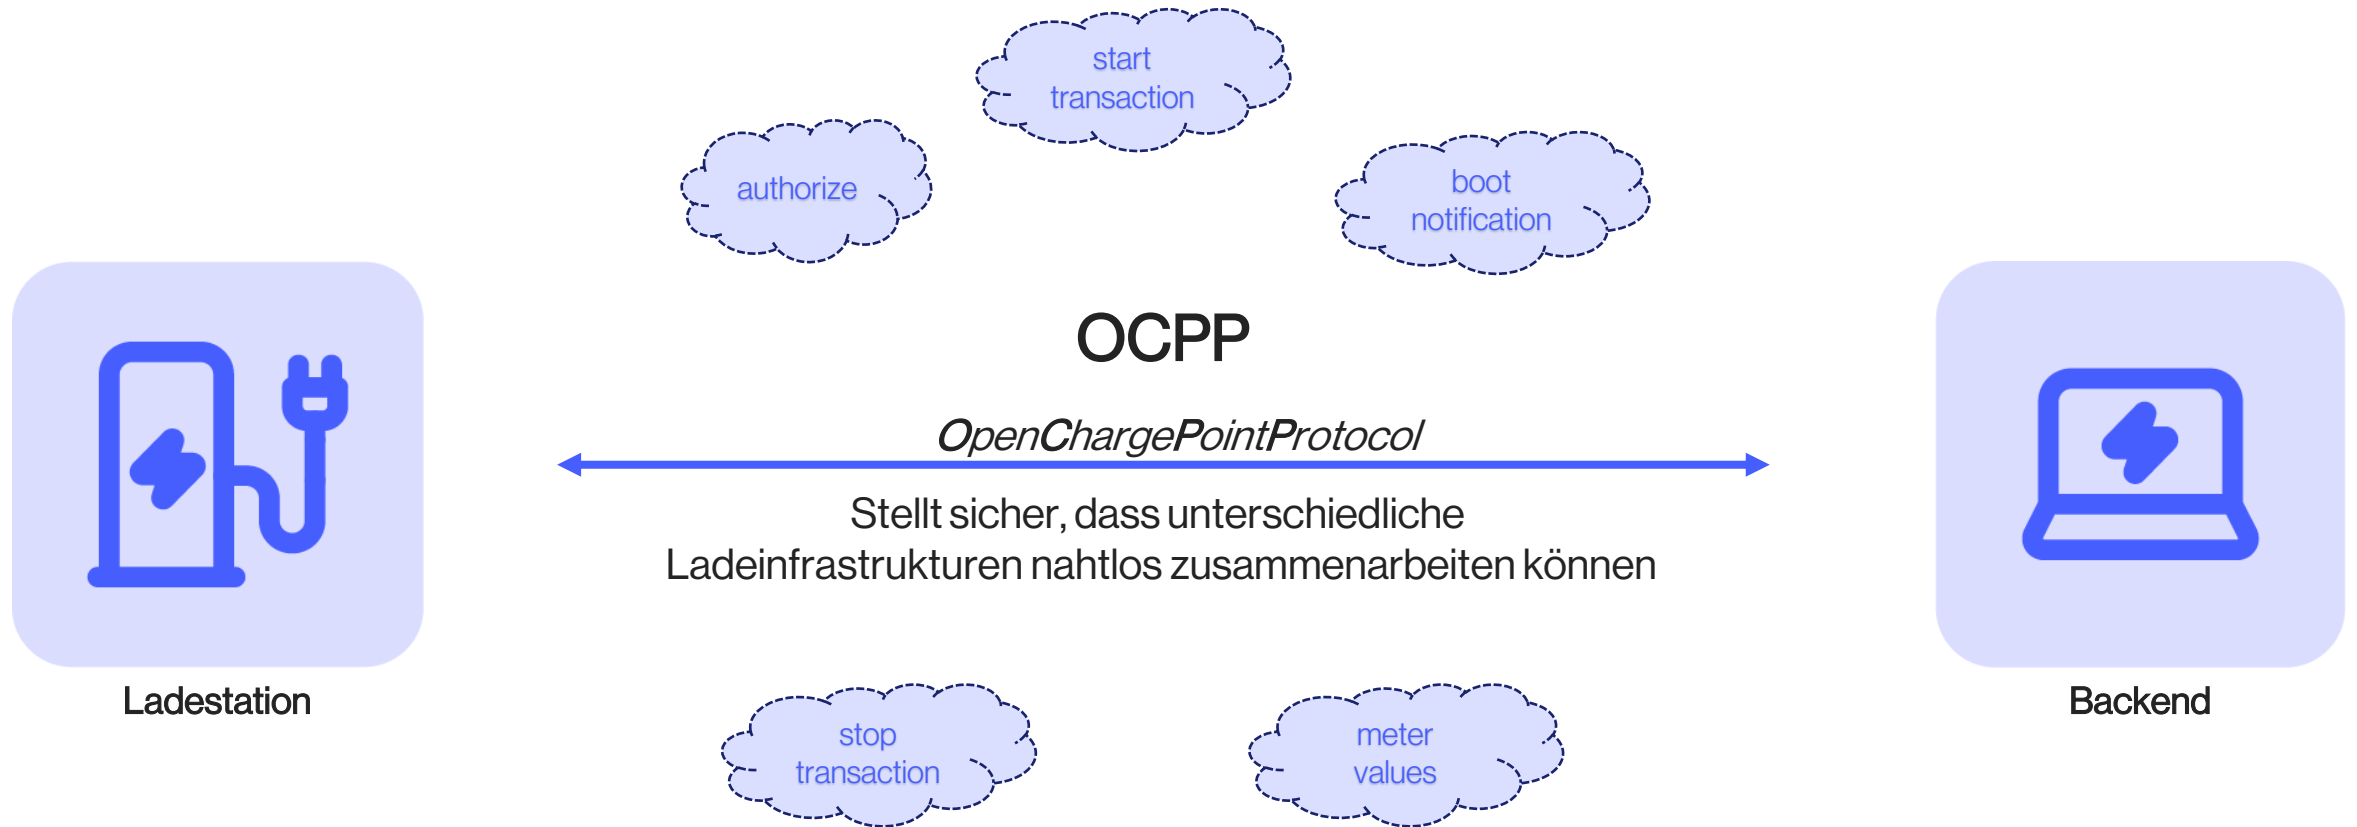 start
transaction
authorize
boot
notification
OCPP
OpenChargePointProtocol
Stellt sicher, dass unterschiedliche
Ladeinfrastrukturen nahtlos zusammenarbeiten können
Ladestation
Backend
stop
transaction
meter
values